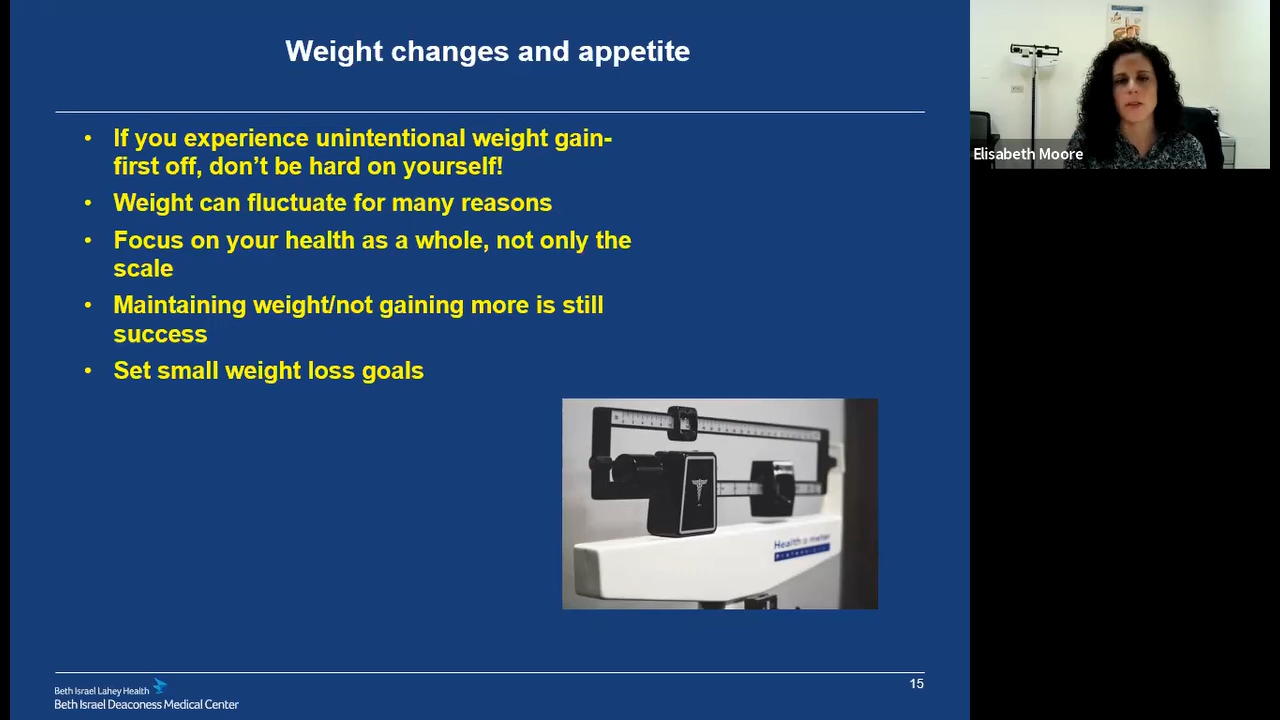 Weight changes and appetite
• If you experience unintentional weight gain-
first off, don’t be hard on yourself!
• Weight can fluctuate for many reasons
• Focus on your health as a whole, not only the
scale
• Maintaining weight/not gaining more is still
success
• Set small weight loss goals
Health o meter
Beth Israel Lahey Health
Beth Israel Deaconess Medical Center
15
Elisabeth Moore